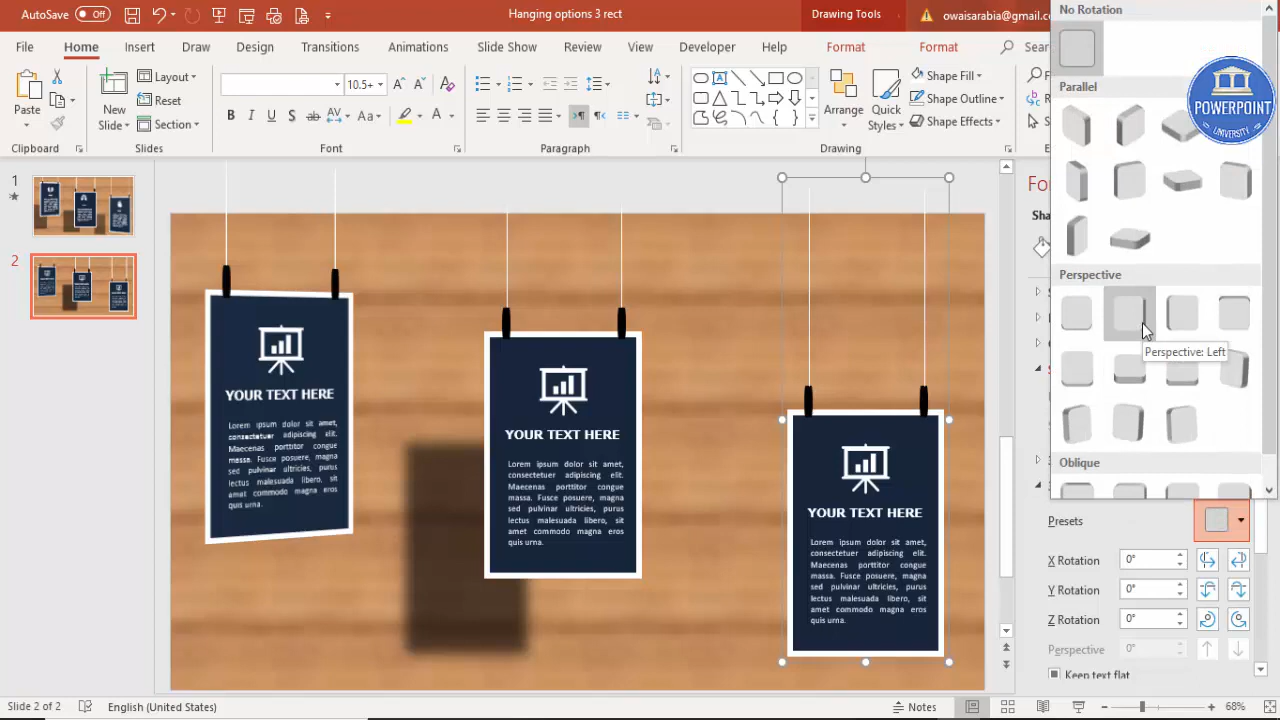 AutoSave Off
Hanging options 3 rect
Drawing Tools
owaisarabia@gmail.co
No Rotation
File Home Insert Draw Design Transitions Animations Slide Show Review View Developer Help Format Format Sear
Paste
Clipboard
New
Slide
Layout
Reset
Section
Slides
10.5+
B I U S ab AV Aa A
Font
Paragraph
Arrange
Quick
Styles
Shape Fill
Shape Outline
Shape Effects
Drawing
Parallel
POWERPOINT
UNIVERSITY
Perspective
Perspective: Left
Oblique
1
2
YOUR TEXT HERE
Lorem ipsum dolor sit amet,
consectetuer adipiscing elit.
Maecenas porttitor congue
massa. Fusce posuere, magna
sed pulvinar ultricies, purus
lectus malesuada libero, sit
amet commodo magna eros
quis urna.
YOUR TEXT HERE
Lorem ipsum dolor sit amet,
consectetuer adipiscing elit.
Maecenas porttitor congue
massa. Fusce posuere, magna
sed pulvinar ultricies, purus
lectus malesuada libero, sit
amet commodo magna eros
quis urna.
YOUR TEXT HERE
Lorem ipsum dolor sit amet,
consectetuer adipiscing elit.
Maecenas porttitor congue
massa. Fusce posuere, magna
sed pulvinar ultricies, purus
lectus malesuada libero, sit
amet commodo magna eros
quis urna.
For
Sha
Presets
X Rotation 0°
Y Rotation 0°
Z Rotation 0°
Perspective 0°
Keep text flat
Slide 2 of 2
English (United States)
Notes
68%